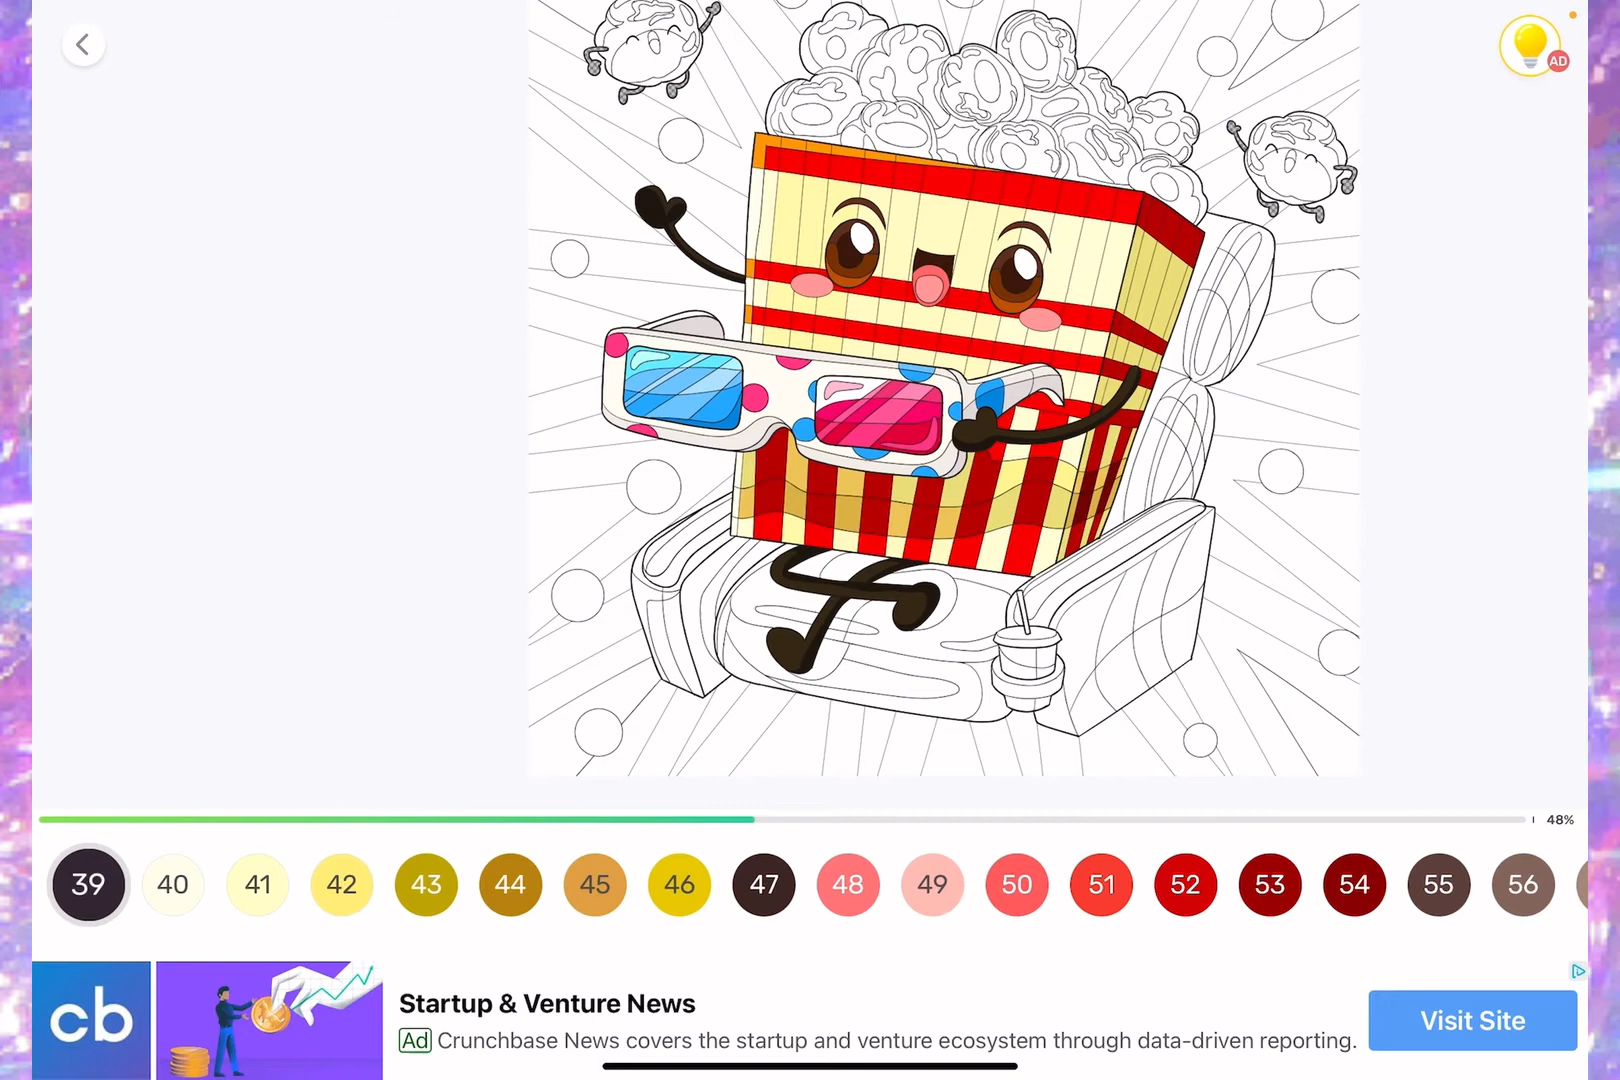 AD
48%
39 40 41 42 43 44 45 46 47 48 49 50 51 52 53 54 55 56
cb
Startup & Venture News
Ad Crunchbase News covers the startup and venture ecosystem through data-driven reporting.
Visit Site